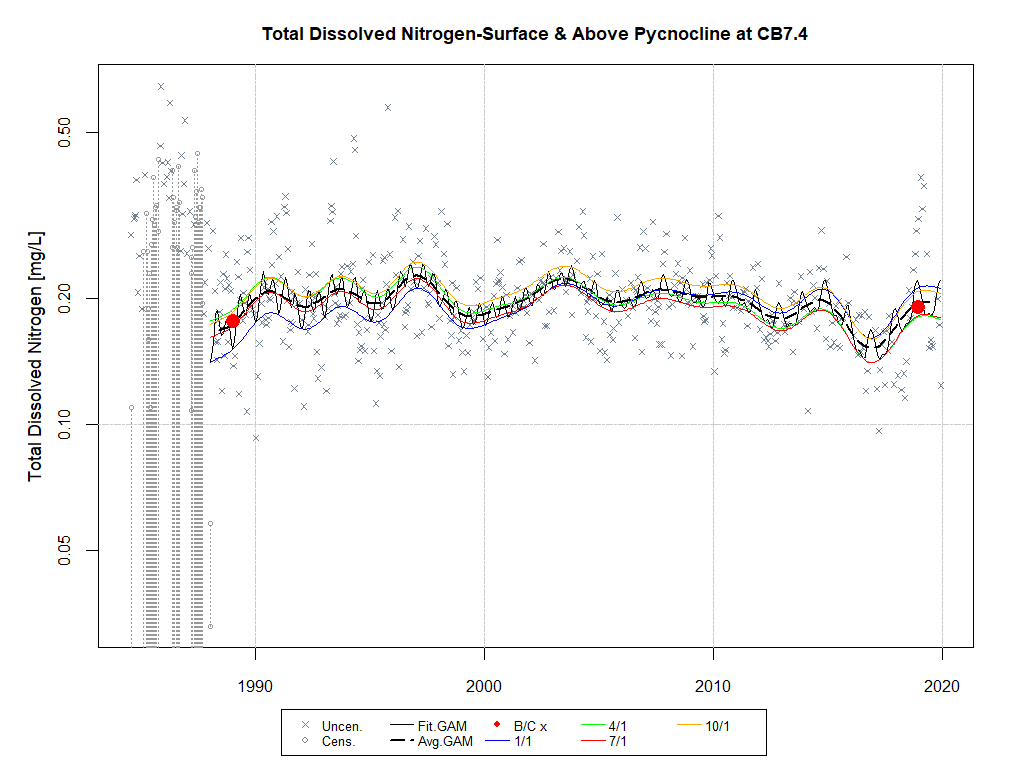 Total Dissolved Nitrogen-Surface & Above Pycnocline at CB7.4
Total Dissolved Nitrogen [mg/L]
0.50
0.20
0.10
0.05
1990 2000 2010 2020
Uncen. Fit.GAM B/C x 4/1 10/1
Cens. Avg.GAM 1/1 7/1